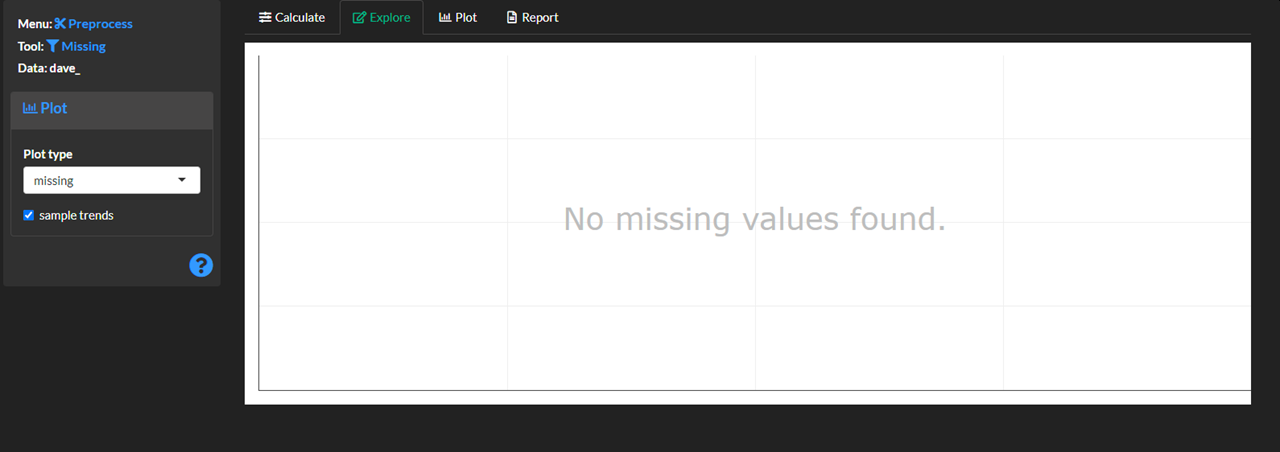 Menu: Preprocess
Tool: Missing
Data: dave_
Plot
Plot type
missing
sample trends
?
Calculate Explore Plot Report
No missing values found.